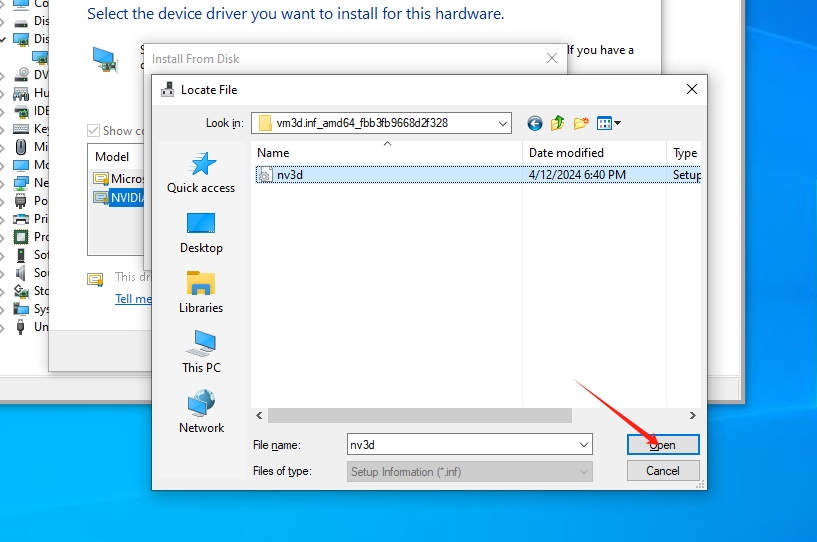 Select the device driver you want to install for this hardware.
Co
Dis
Dis
DV
Hu
IDE
Key
Mic
Mo
Net
Por
Pri
Pro
Sof
Sou
Sto
Sys
Un
If you have a
Install From Disk
Show co
Model
Micros
NVIDIA
This dri
Tell me
Locate File
Look in:
vm3d.inf_amd64_fbb3fb9668d2f328
Quick access
Desktop
Libraries
This PC
Network
Name
Date modified
Type
nv3d
4/12/2024 6:40 PM
Setup
File name:
nv3d
Open
Files of type:
Setup Information (*.inf)
Cancel